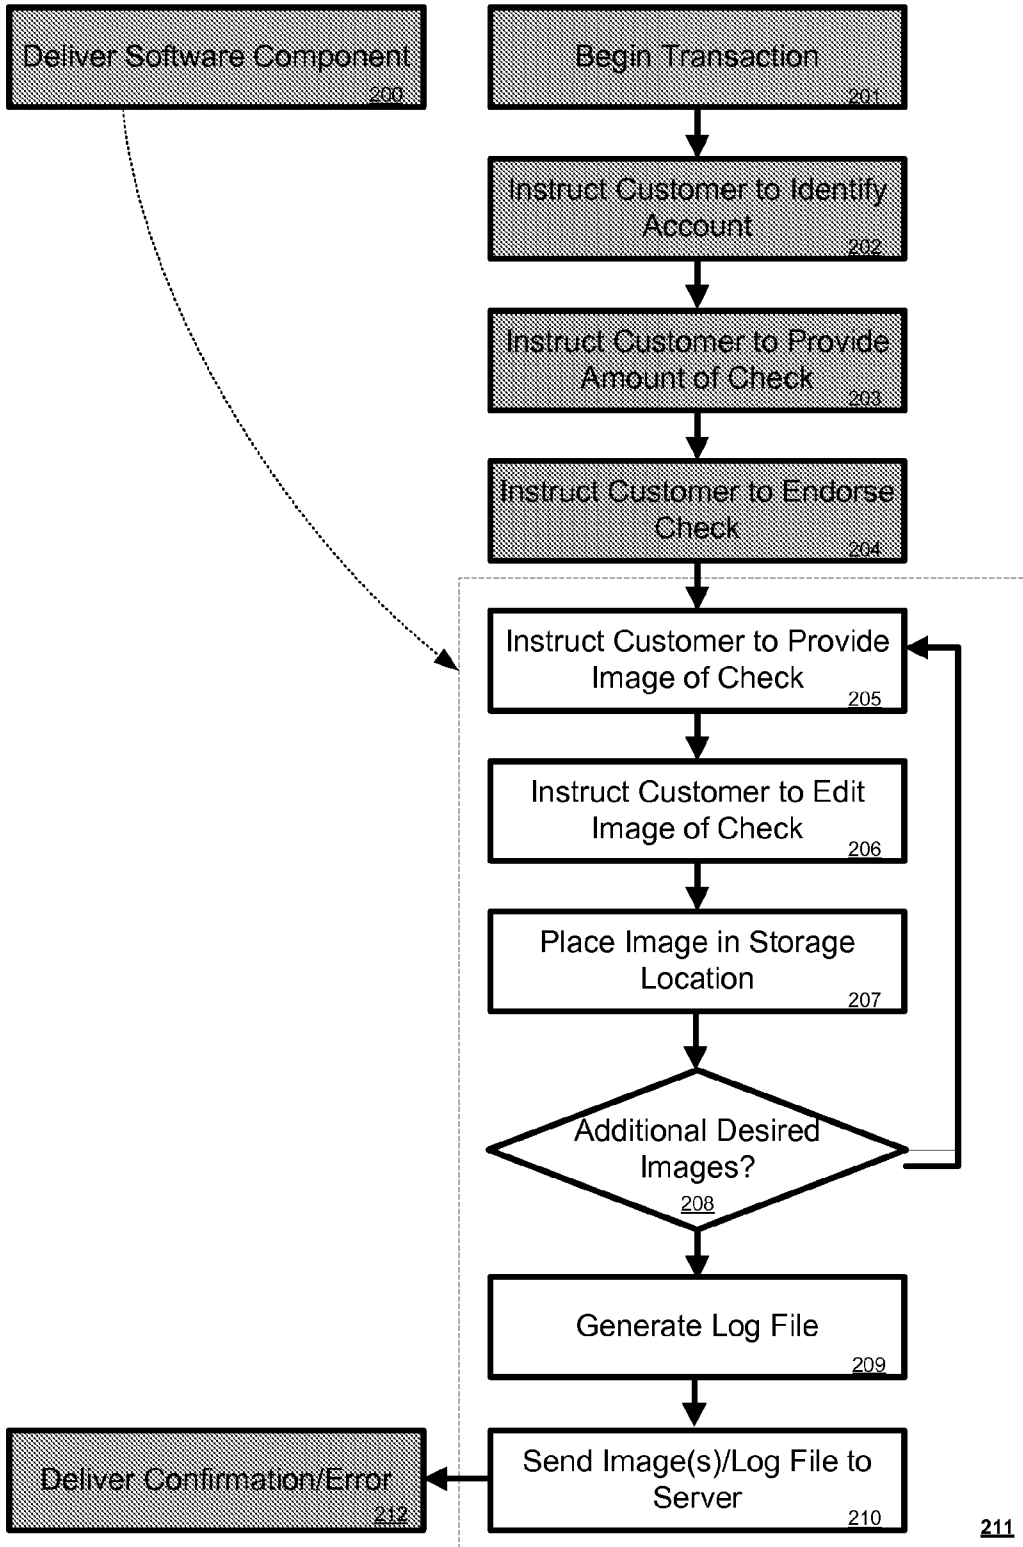 Deliver Software Component
200
Begin Transaction
201
Instruct Customer to Identify
Account
202
Instruct Customer to Provide
Amount of Check
203
Instruct Customer to Endorse
Check
204
Instruct Customer to Provide
Image of Check
205
Instruct Customer to Edit
Image of Check
206
Place Image in Storage
Location
207
Additional Desired
Images?
208
Generate Log File
209
Send Image(s)/Log File to
Server
210
Deliver Confirmation/Error
212
211